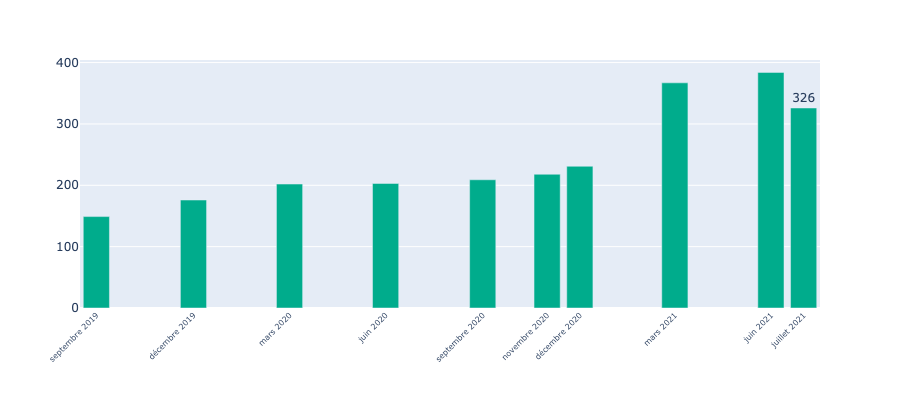 400
300
200
100
0
326
septembre 2019
décembre 2019
mars 2020
juin 2020
septembre 2020
novembre 2020
décembre 2020
mars 2021
juin 2021
juillet 2021